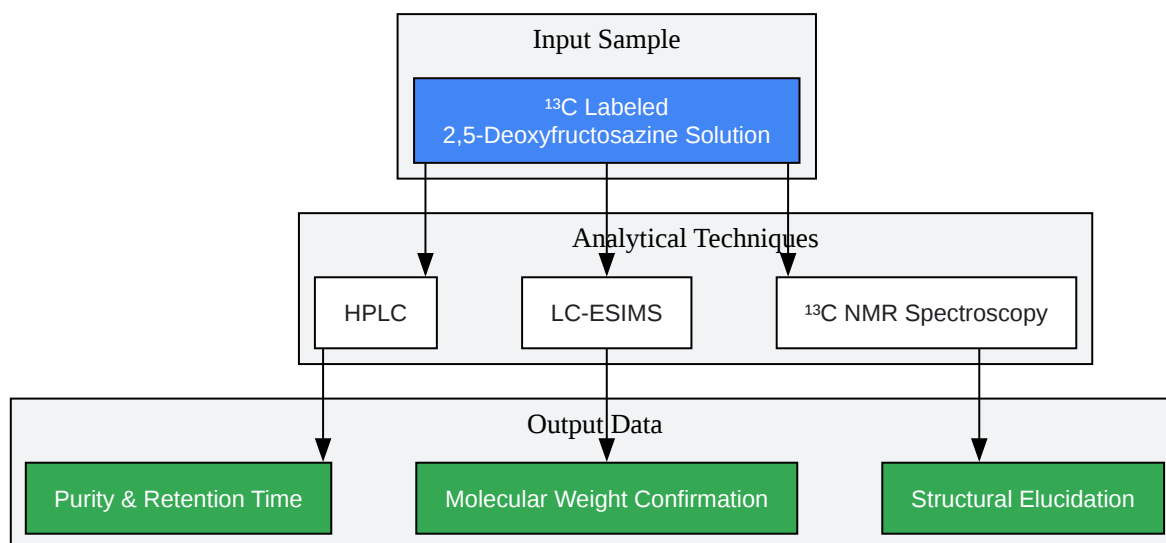 Input Sample
¹³C Labeled
2,5-Deoxyfructosazine Solution
Analytical Techniques
HPLC
LC-ESIMS
¹³C NMR Spectroscopy
Output Data
Purity & Retention Time
Molecular Weight Confirmation
Structural Elucidation